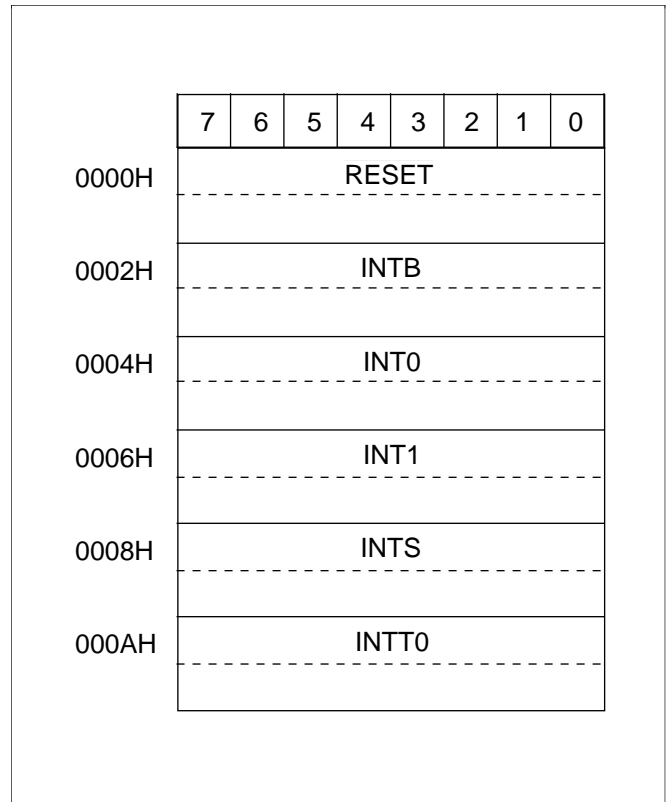 7 6 5 4 3 2 1 0
0000H RESET
0002H INTB
0004H INT0
0006H INT1
0008H INTS
000AH INTT0